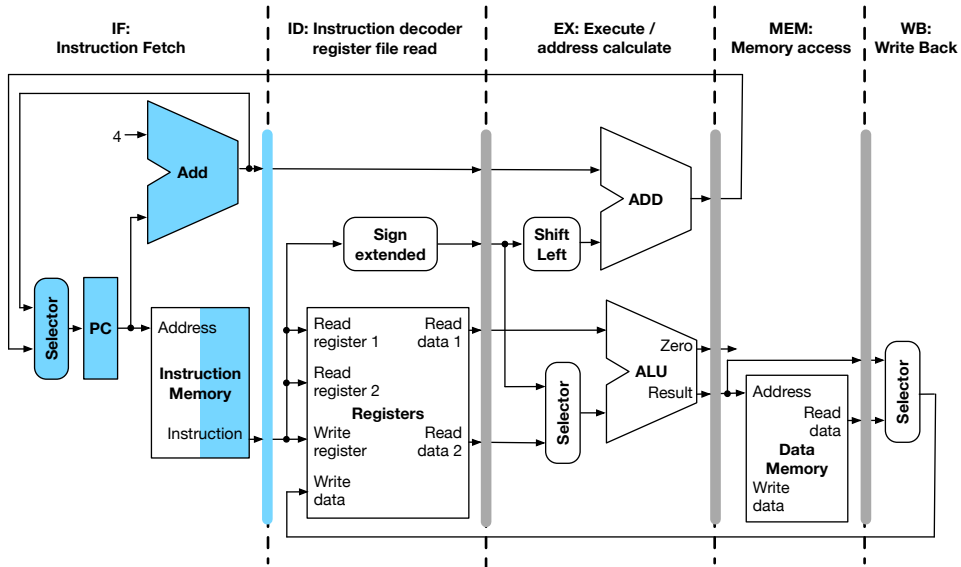 IF:
Instruction Fetch
ID: Instruction decoder
register file read
EX: Execute /
address calculate
MEM:
Memory access
WB:
Write Back
4
Add
ADD
Sign
extended
Shift
Left
Selector
PC
Address
Instruction
Memory
Instruction
Read
register 1
Read
data 1
Read
register 2
Registers
Write
register
Read
data 2
Write
data
Selector
Zero
ALU
Result
Address
Read
data
Data
Memory
Write
data
Selector